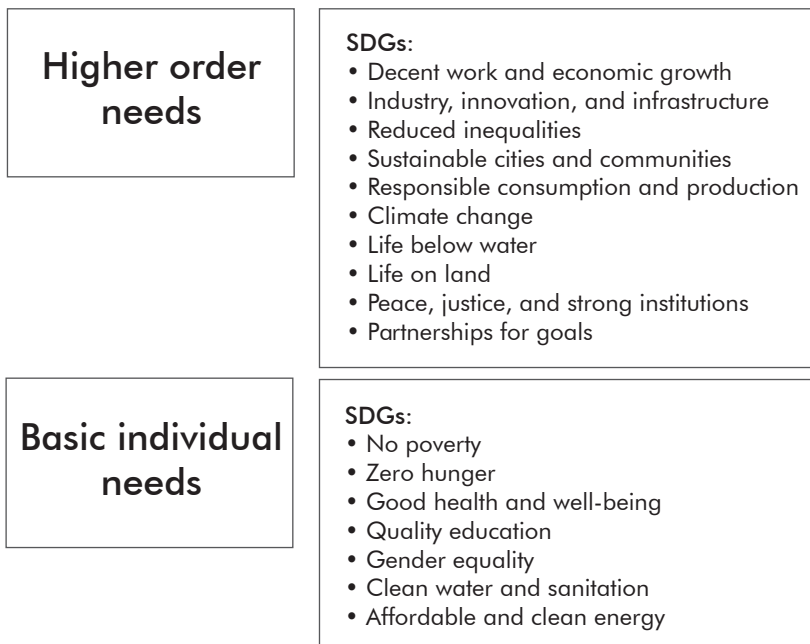 Higher order
needs
SDGs:
• Decent work and economic growth
• Industry, innovation, and infrastructure
• Reduced inequalities
• Sustainable cities and communities
• Responsible consumption and production
• Climate change
• Life below water
• Life on land
• Peace, justice, and strong institutions
• Partnerships for goals
Basic individual
needs
SDGs:
• No poverty
• Zero hunger
• Good health and well-being
• Quality education
• Gender equality
• Clean water and sanitation
• Affordable and clean energy